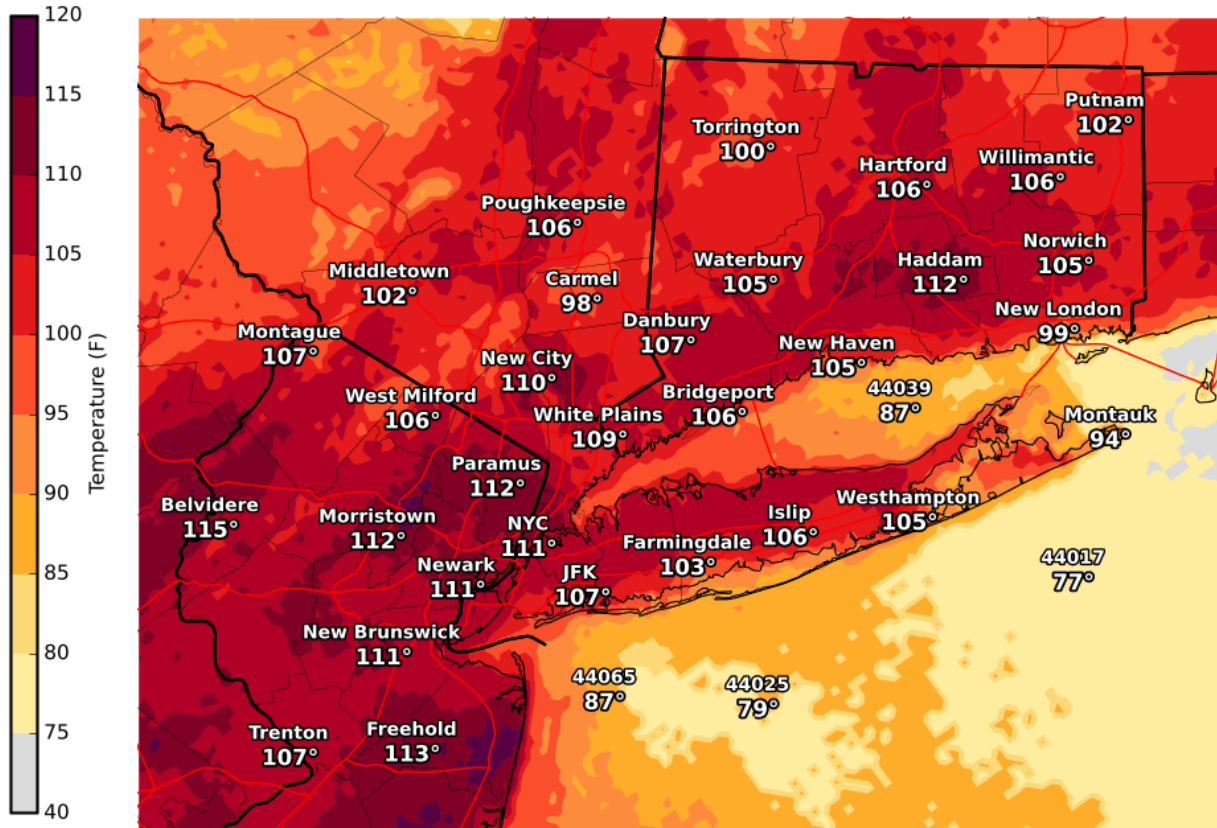 120
115
110
105
100
95
90
85
80
75
40
Temperature (F)
Putnam
102°
Torrington
100°
Hartford
106°
Willimantic
106°
Poughkeepsie
106°
Norwich
105°
Waterbury
105°
Haddam
112°
Middletown
102°
Carmel
98°
New London
99°
Danbury
107°
Montague
107°
New Haven
105°
New City
110°
44039
87°
Bridgeport
106°
West Milford
106°
White Plains
109°
Montauk
94°
Paramus
112°
Belvidere
115°
Westhampton
105°
Islip
106°
Morristown
112°
NYC
111°
Farmingdale
103°
44017
77°
Newark
111°
JFK
107°
New Brunswick
111°
44065
87°
44025
79°
Trenton
107°
Freehold
113°